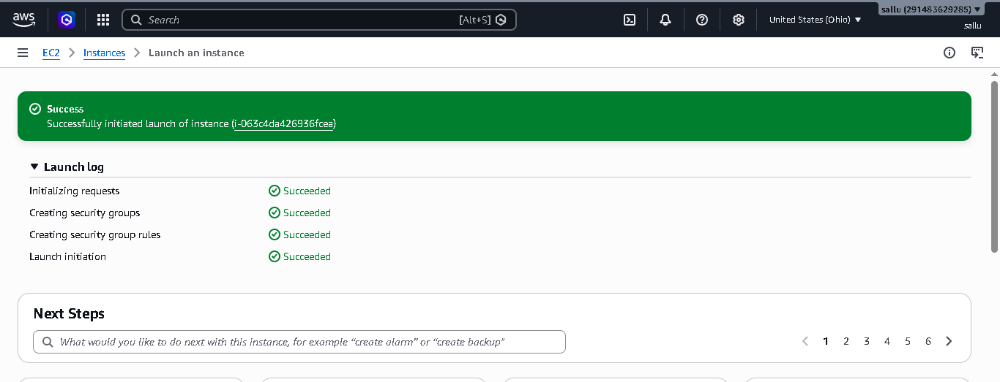 aws
Search [Alt+S]
United States (Ohio)
sallu (291483629285)
sallu
EC2 Instances Launch an instance
Success
Successfully initiated launch of instance (i-063c4da426936fcea)
Launch log
Initializing requests Succeeded
Creating security groups Succeeded
Creating security group rules Succeeded
Launch initiation Succeeded
Next Steps
What would you like to do next with this instance, for example “create alarm” or “create backup” 1 2 3 4 5 6